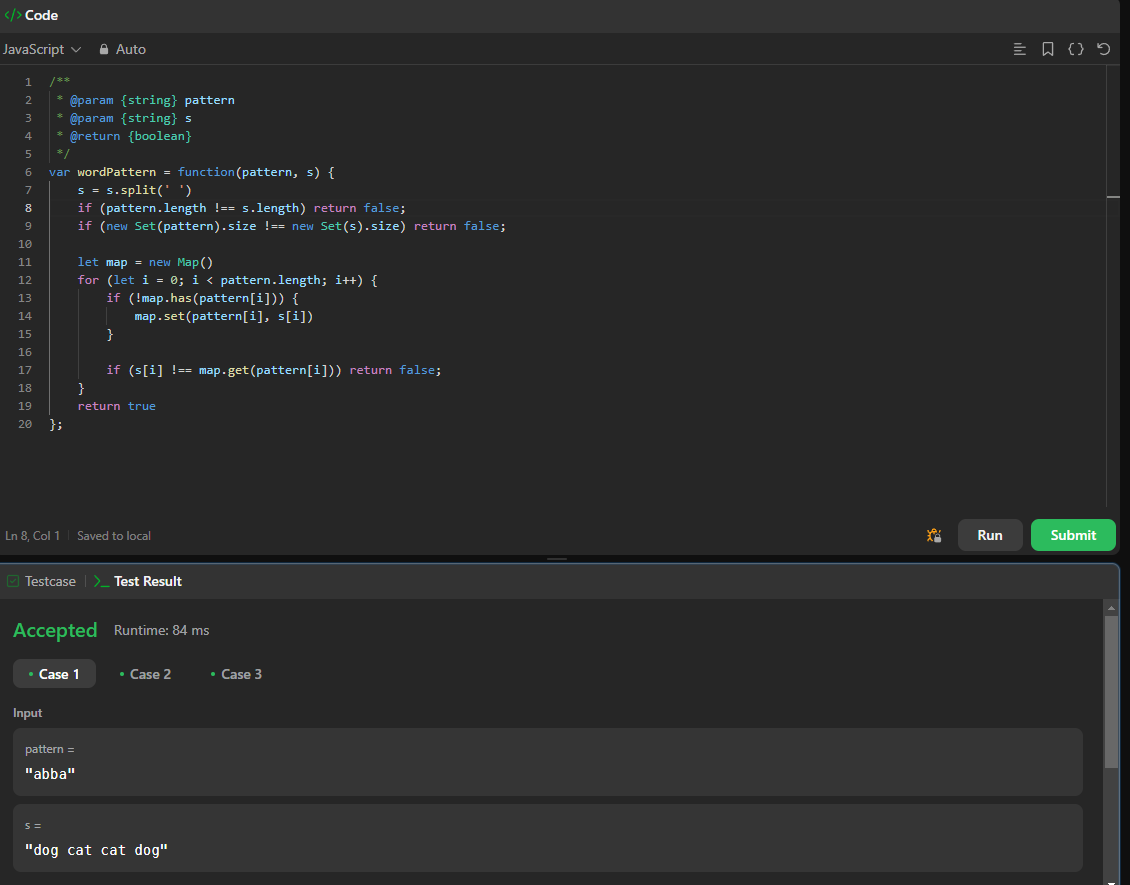 </> Code
JavaScript Auto
1 /**
2  * @param {string} pattern
3  * @param {string} s
4  * @return {boolean}
5  */
6 var wordPattern = function(pattern, s) {
7     s = s.split(' ')
8     if (pattern.length !== s.length) return false;
9     if (new Set(pattern).size !== new Set(s).size) return false;
10
11     let map = new Map()
12     for (let i = 0; i < pattern.length; i++) {
13         if (!map.has(pattern[i])) {
14             map.set(pattern[i], s[i])
15         }
16
17         if (s[i] !== map.get(pattern[i])) return false;
18     }
19     return true
20 };
Ln 8, Col 1 Saved to local Run Submit
Testcase Test Result
Accepted Runtime: 84 ms
Case 1 Case 2 Case 3
Input
pattern =
"abba"
s =
"dog cat cat dog"